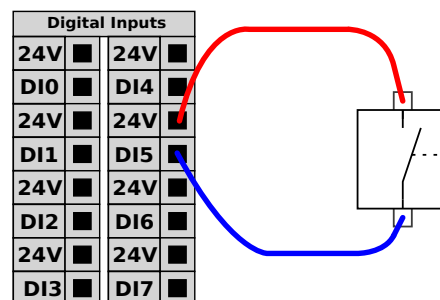 Digital Inputs
24V 24V
DI0 DI4
24V 24V
DI1 DI5
24V 24V
DI2 DI6
24V 24V
DI3 DI7